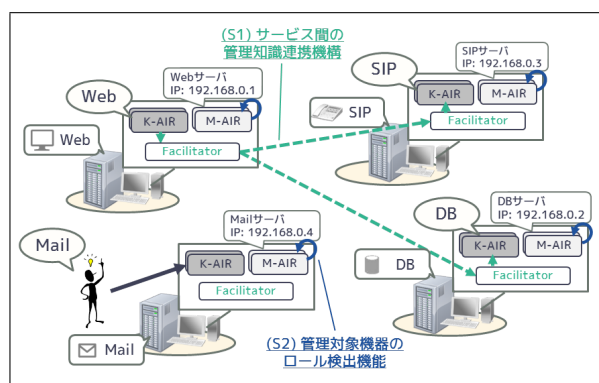 (S1) サービス間の
管理知識連携機構
Webサーバ
IP: 192.168.0.1
Web
K-AIR
M-AIR
Facilitator
Web
SIPサーバ
IP: 192.168.0.3
SIP
K-AIR
M-AIR
Facilitator
SIP
Mailサーバ
IP: 192.168.0.4
Mail
K-AIR
M-AIR
Facilitator
Mail
DBサーバ
IP: 192.168.0.2
DB
K-AIR
M-AIR
Facilitator
DB
(S2) 管理対象機器の
ロール検出機能